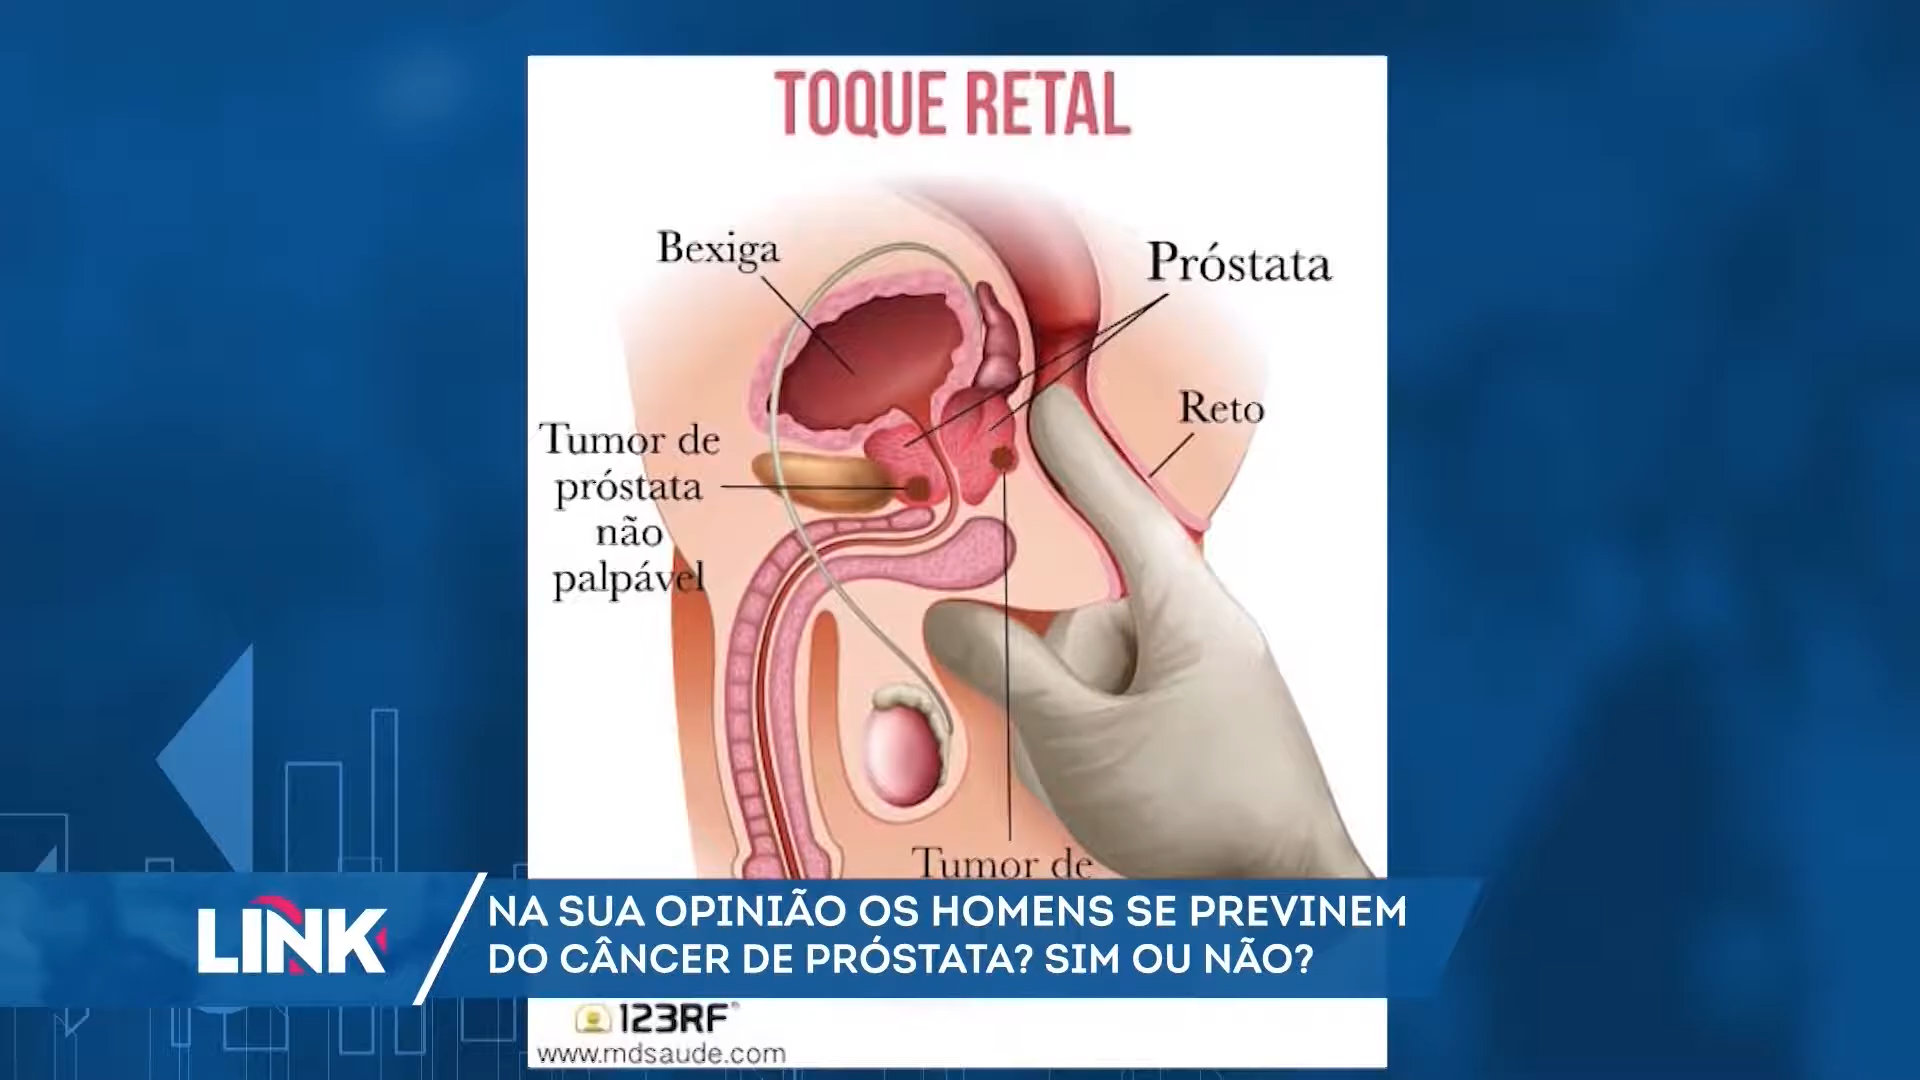 TOQUE RETAL
Bexiga
Próstata
Reto
Tumor de
próstata
não
palpável
Tumor de
LINK
NA SUA OPINIÃO OS HOMENS SE PREVINEM
DO CÂNCER DE PRÓSTATA? SIM OU NÃO?
123RF®
www.mdsaude.com